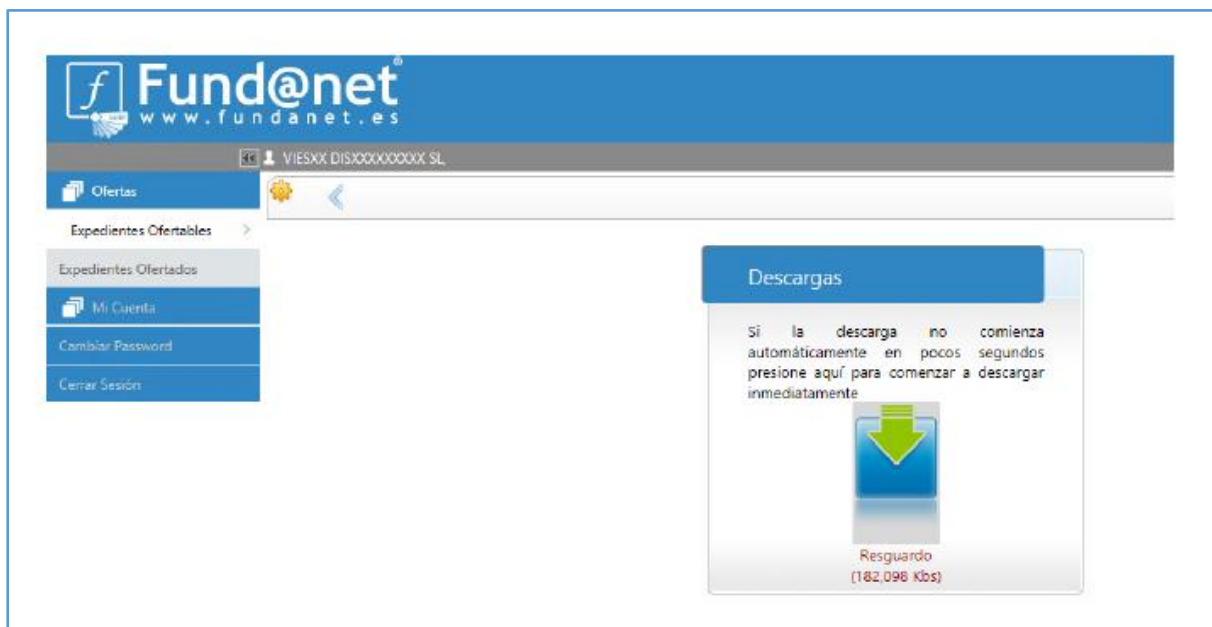 Fund@net®
www.fundanet.es
VIESXX DISXXXXXXXXX SL,
Ofertas
Expedientes Ofertables
Expedientes Ofertados
Mi Cuenta
Cambiar Password
Cerrar Sesión
Descargas
Si la descarga no comienza
automáticamente en pocos segundos
presione aquí para comenzar a descargar
inmediatamente
Resguardo
(182,098 Kbs)